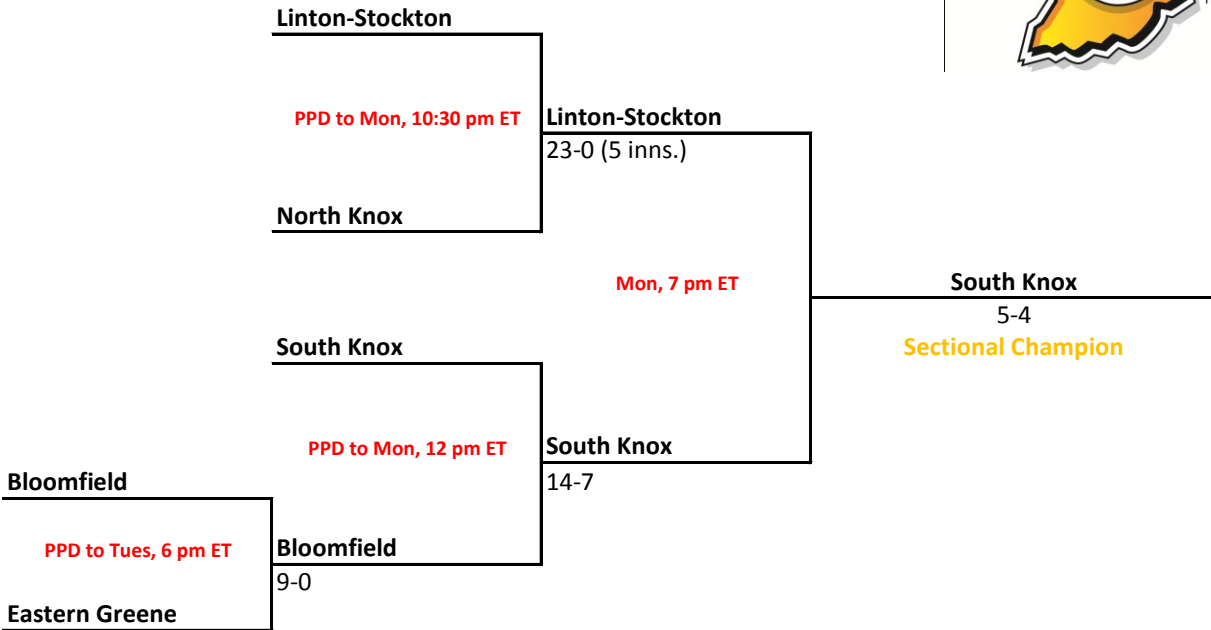 Linton-Stockton
PPD to Mon, 10:30 pm ET
Linton-Stockton
23-0 (5 inns.)
North Knox
Mon, 7 pm ET
South Knox
5-4
Sectional Champion
South Knox
PPD to Mon, 12 pm ET
South Knox
14-7
Bloomfield
PPD to Tues, 6 pm ET
Bloomfield
9-0
Eastern Greene